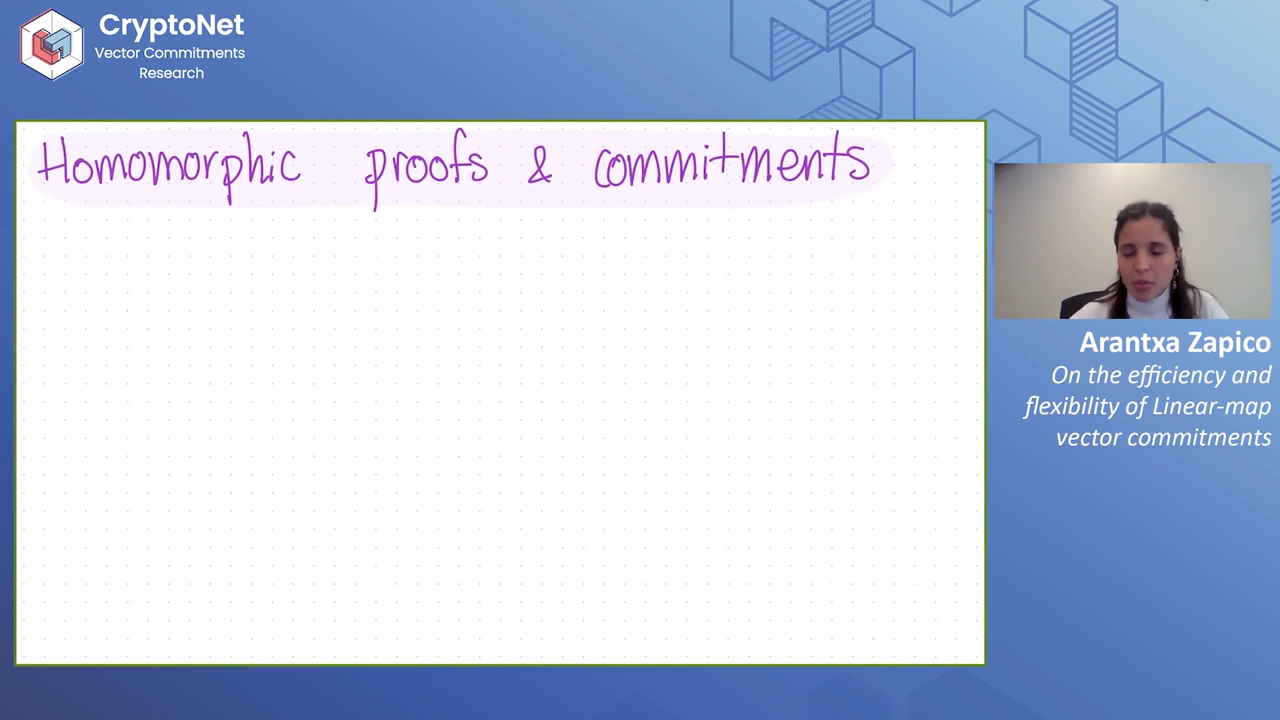 CryptoNet
Vector Commitments
Research
Homomorphic proofs & commitments
Arantxa Zapico
On the efficiency and
flexibility of Linear-map
vector commitments